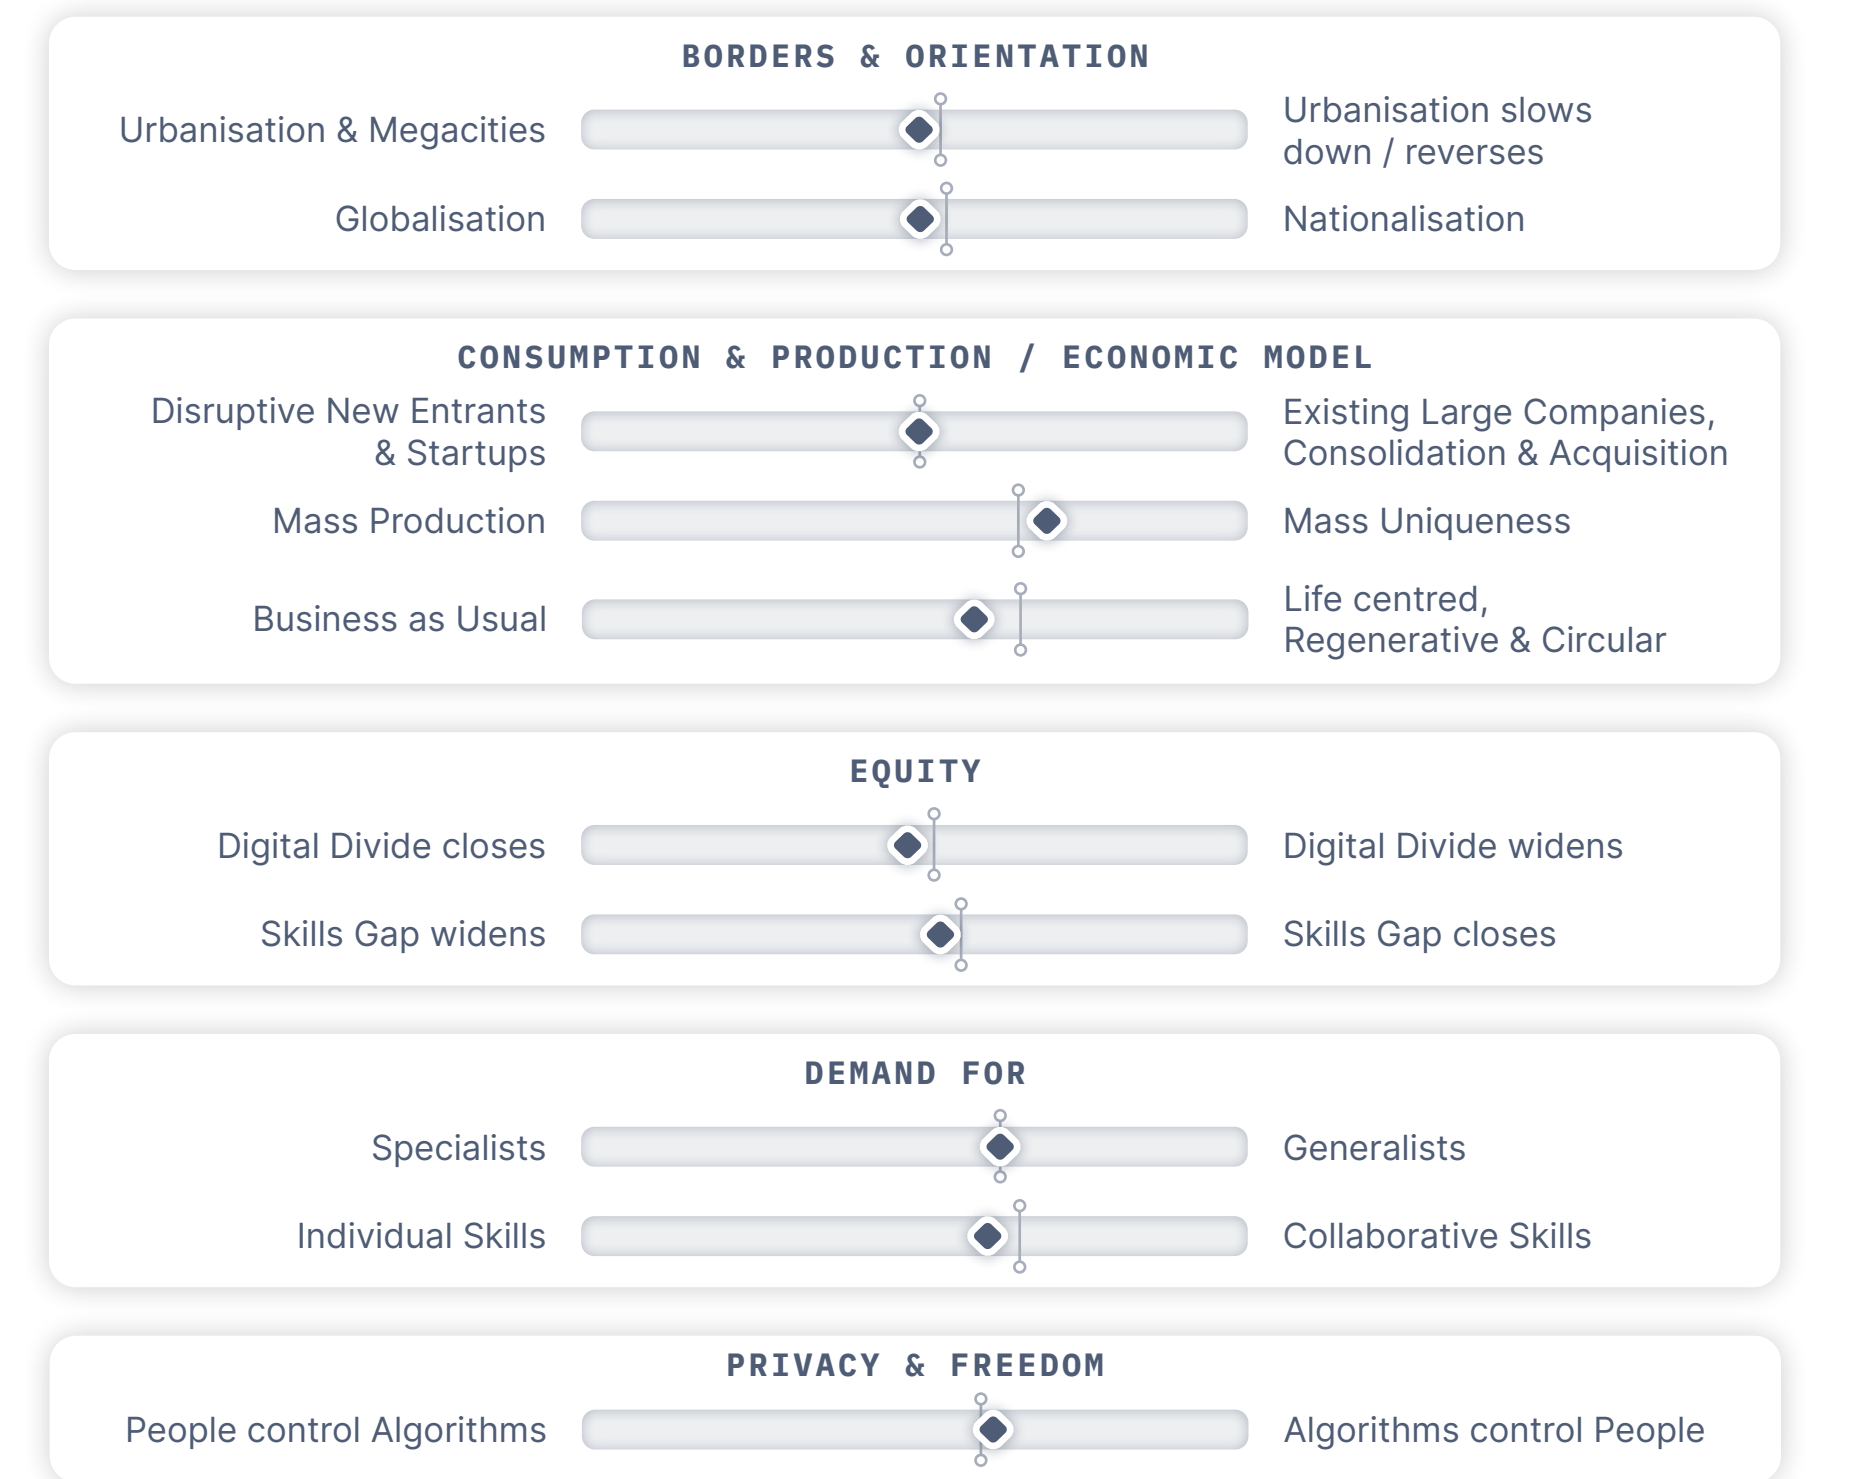 BORDERS & ORIENTATION
Urbanisation & Megacities
Urbanisation slows
down / reverses
Globalisation
Nationalisation
CONSUMPTION & PRODUCTION / ECONOMIC MODEL
Disruptive New Entrants
& Startups
Existing Large Companies,
Consolidation & Acquisition
Mass Production
Mass Uniqueness
Business as Usual
Life centred,
Regenerative & Circular
EQUITY
Digital Divide closes
Digital Divide widens
Skills Gap widens
Skills Gap closes
DEMAND FOR
Specialists
Generalists
Individual Skills
Collaborative Skills
PRIVACY & FREEDOM
People control Algorithms
Algorithms control People